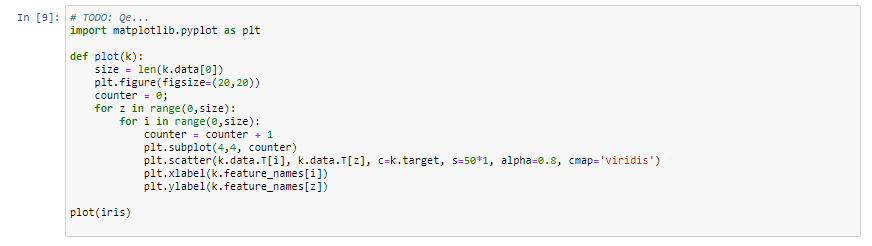 In [9]: # TODO: Qe...
import matplotlib.pyplot as plt

def plot(k):
    size = len(k.data[0])
    plt.figure(figsize=(20,20))
    counter = 0;
    for z in range(0,size):
        for i in range(0,size):
            counter = counter + 1
            plt.subplot(4,4, counter)
            plt.scatter(k.data.T[i], k.data.T[z], c=k.target, s=50*1, alpha=0.8, cmap='viridis')
            plt.xlabel(k.feature_names[i])
            plt.ylabel(k.feature_names[z])

plot(iris)